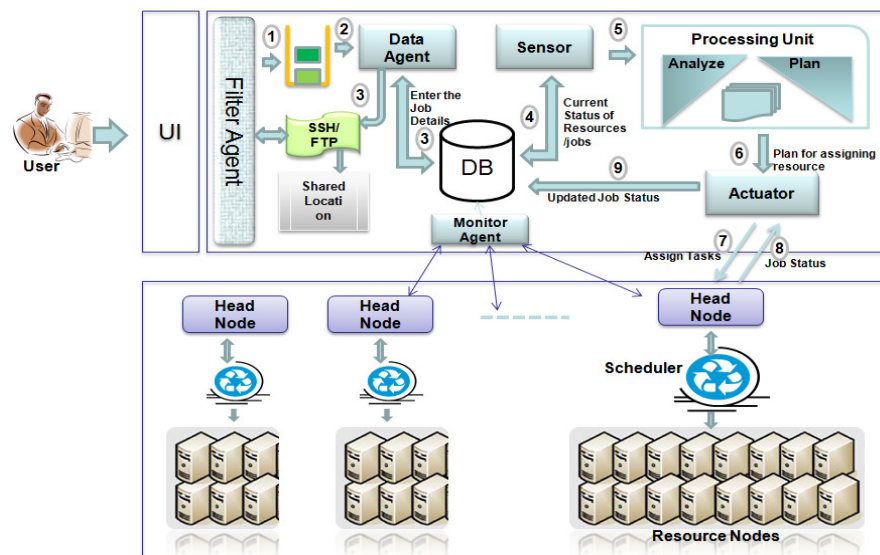 User
UI
Filter Agent
1
2
Data
Agent
3
SSH/
FTP
Shared
Locati
on
Enter the
Job
Details
3
DB
Monitor
Agent
Sensor
4
Current
Status of
Resources
/jobs
5
Processing Unit
Analyze
Plan
6
Plan for assigning
resource
Actuator
9
Updated Job Status
7
Assign Tasks
8
Job Status
Head
Node
Head
Node
Head
Node
Scheduler
Resource Nodes